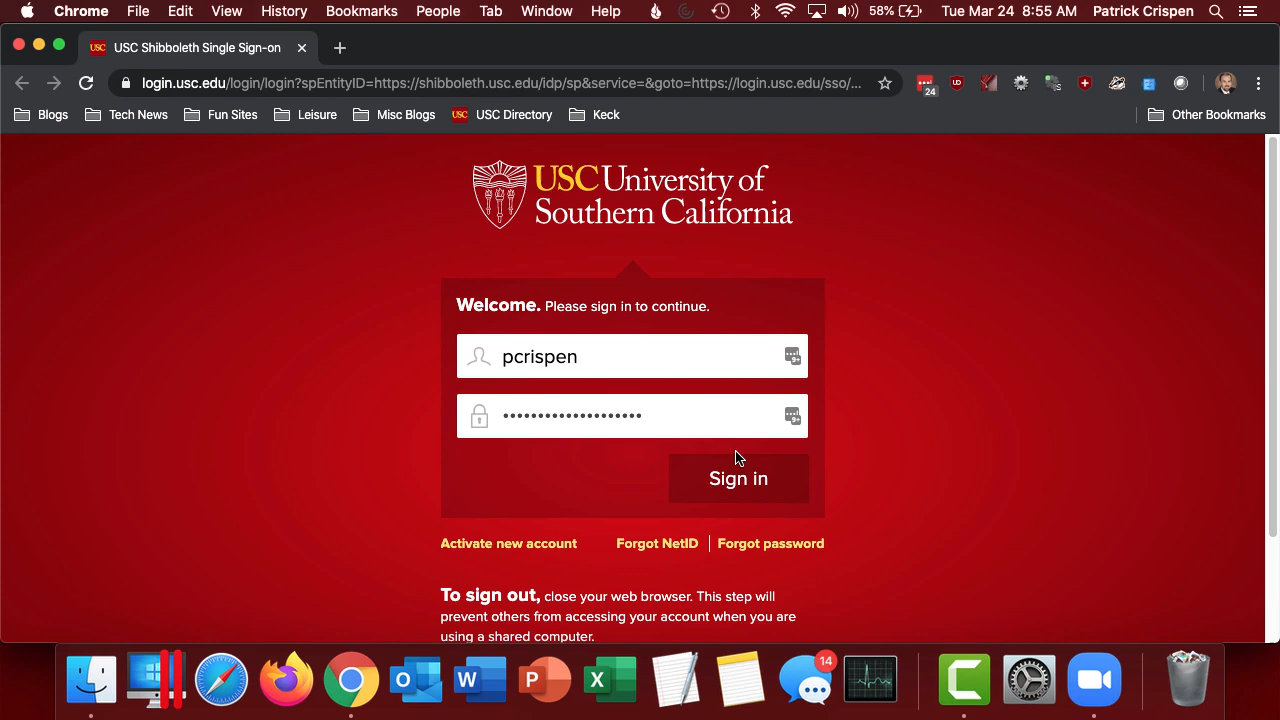 Chrome File Edit View History Bookmarks People Tab Window Help 58% Tue Mar 24 8:55 AM Patrick Crispen
USC USC Shibboleth Single Sign-on
login.usc.edu/login/login?spEntityID=https://shibboleth.usc.edu/idp/sp&service=&goto=https://login.usc.edu/sso/... 24
Blogs Tech News Fun Sites Leisure Misc Blogs USC USC Directory Keck Other Bookmarks
USC University of
Southern California
Welcome. Please sign in to continue.
pcrispen
•••••••••••••••••••
Sign in
Activate new account Forgot NetID Forgot password
To sign out, close your web browser. This step will
prevent others from accessing your account when you are
using a shared computer.
O W P X 14 C